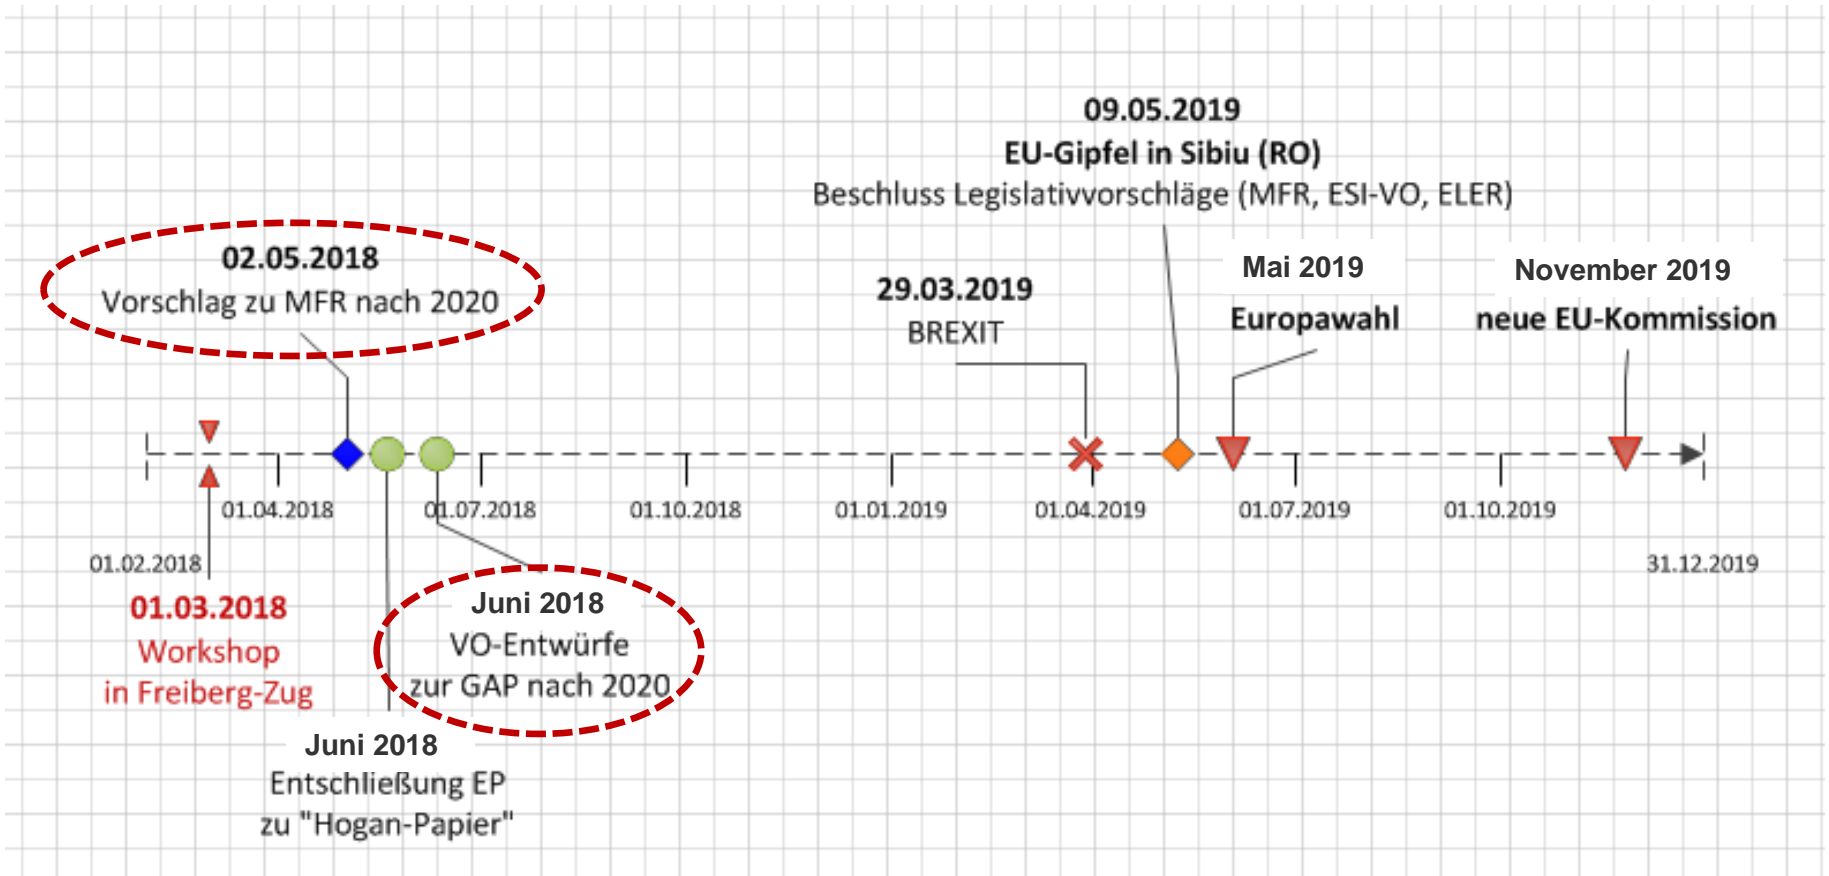 09.05.2019
EU-Gipfel in Sibiu (RO)
Beschluss Legislativvorschläge (MFR, ESI-VO, ELER)
02.05.2018
Vorschlag zu MFR nach 2020
29.03.2019
BREXIT
Mai 2019
Europawahl
November 2019
neue EU-Kommission
01.04.2018
01.07.2018
01.10.2018
01.01.2019
01.04.2019
01.07.2019
01.10.2019
01.02.2018
31.12.2019
01.03.2018
Workshop
in Freiberg-Zug
Juni 2018
VO-Entwürfe
zur GAP nach 2020
Juni 2018
Entschließung EP
zu "Hogan-Papier"